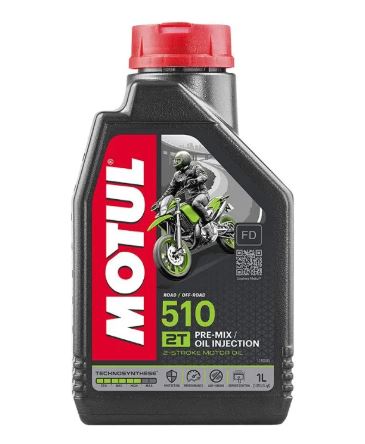 MOTUL®
FD
ROAD / OFF-ROAD
510
2T PRE-MIX /
OIL INJECTION
2-STROKE MOTOR OIL
TECHNOSYNTHESE®
1L